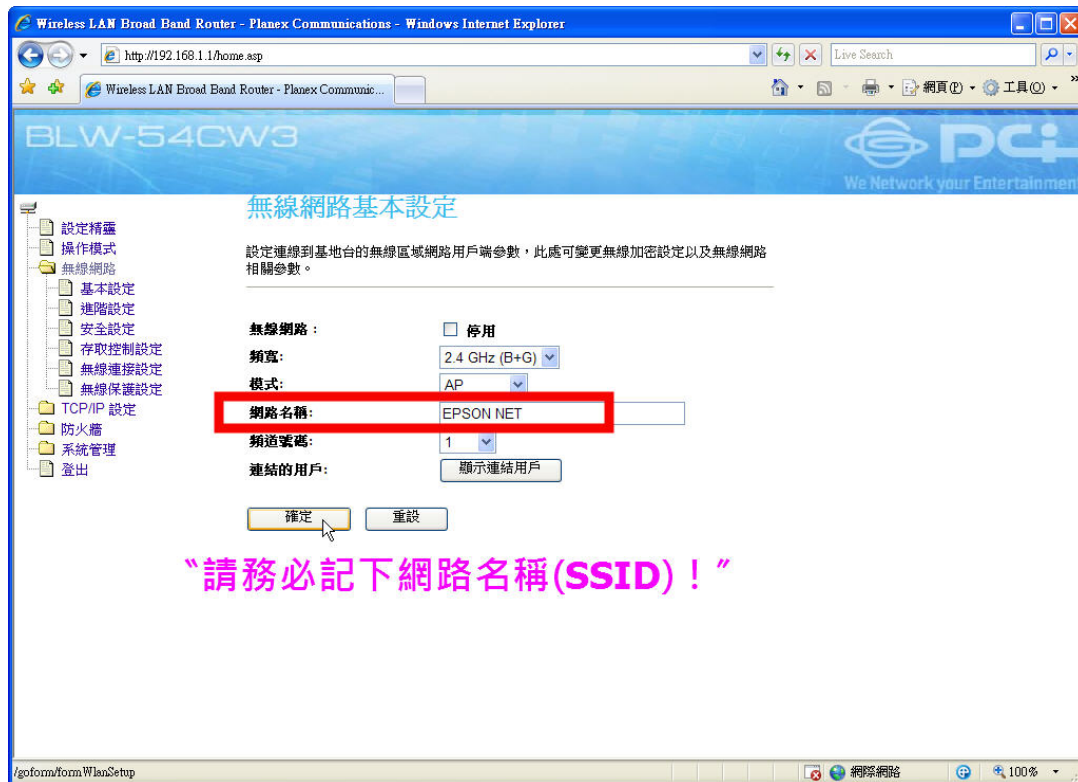 Wireless LAN Broad Band Router - Planex Communications - Windows Internet Explorer
http://192.168.1.1/home.asp
Live Search
Wireless LAN Broad Band Router - Planex Communic...
網頁(P)
工具(O)
»
BLW-54CW3
PCi
We Network your Entertainmen
設定精靈
操作模式
無線網路
基本設定
進階設定
安全設定
存取控制設定
無線連接設定
無線保護設定
TCP/IP 設定
防火牆
系統管理
登出
無線網路基本設定
設定連線到基地台的無線區域網路用戶端參數，此處可變更無線加密設定以及無線網路
相關參數。
無線網路： 停用
頻寬: 2.4 GHz (B+G)
模式: AP
網路名稱: EPSON NET
頻道號碼: 1
連結的用戶: 顯示連結用戶
確定 重設
〝請務必記下網路名稱(SSID)！〞
/goform/formWlanSetup
網際網路
100%